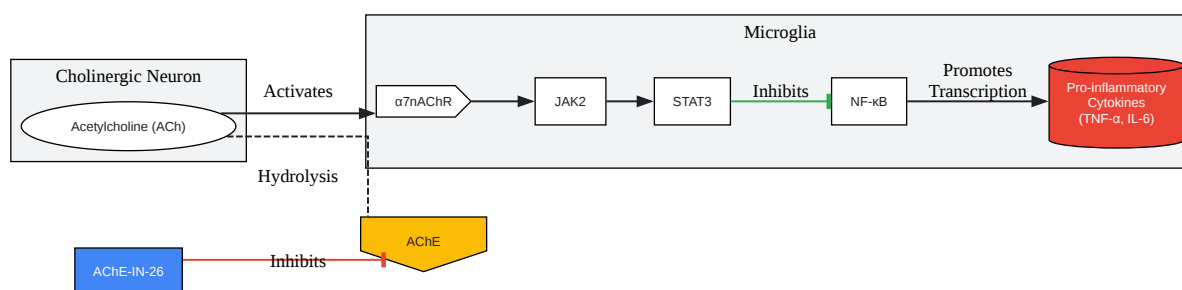 Microglia
Cholinergic Neuron
Acetylcholine (ACh)
Activates
α7nAChR
JAK2
STAT3
Inhibits
NF-κB
Promotes
Transcription
Pro-inflammatory
Cytokines
(TNF-α, IL-6)
Hydrolysis
AChE
AChE-IN-26
Inhibits